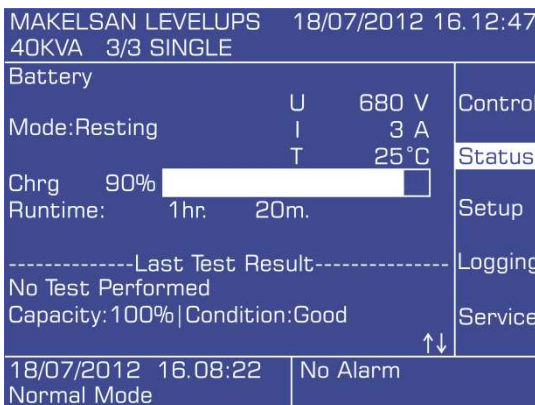 MAKELSAN LEVELUPS 18/07/2012 16.12:47
40KVA 3/3 SINGLE
Battery
U 680 V
Mode:Resting I 3 A
T 25°C
Chrg 90%
Runtime: 1hr. 20m.
--------------Last Test Result---------------
No Test Performed
Capacity:100%|Condition:Good
↑↓
Control
Status
Setup
Logging
Service
18/07/2012 16.08:22 No Alarm
Normal Mode